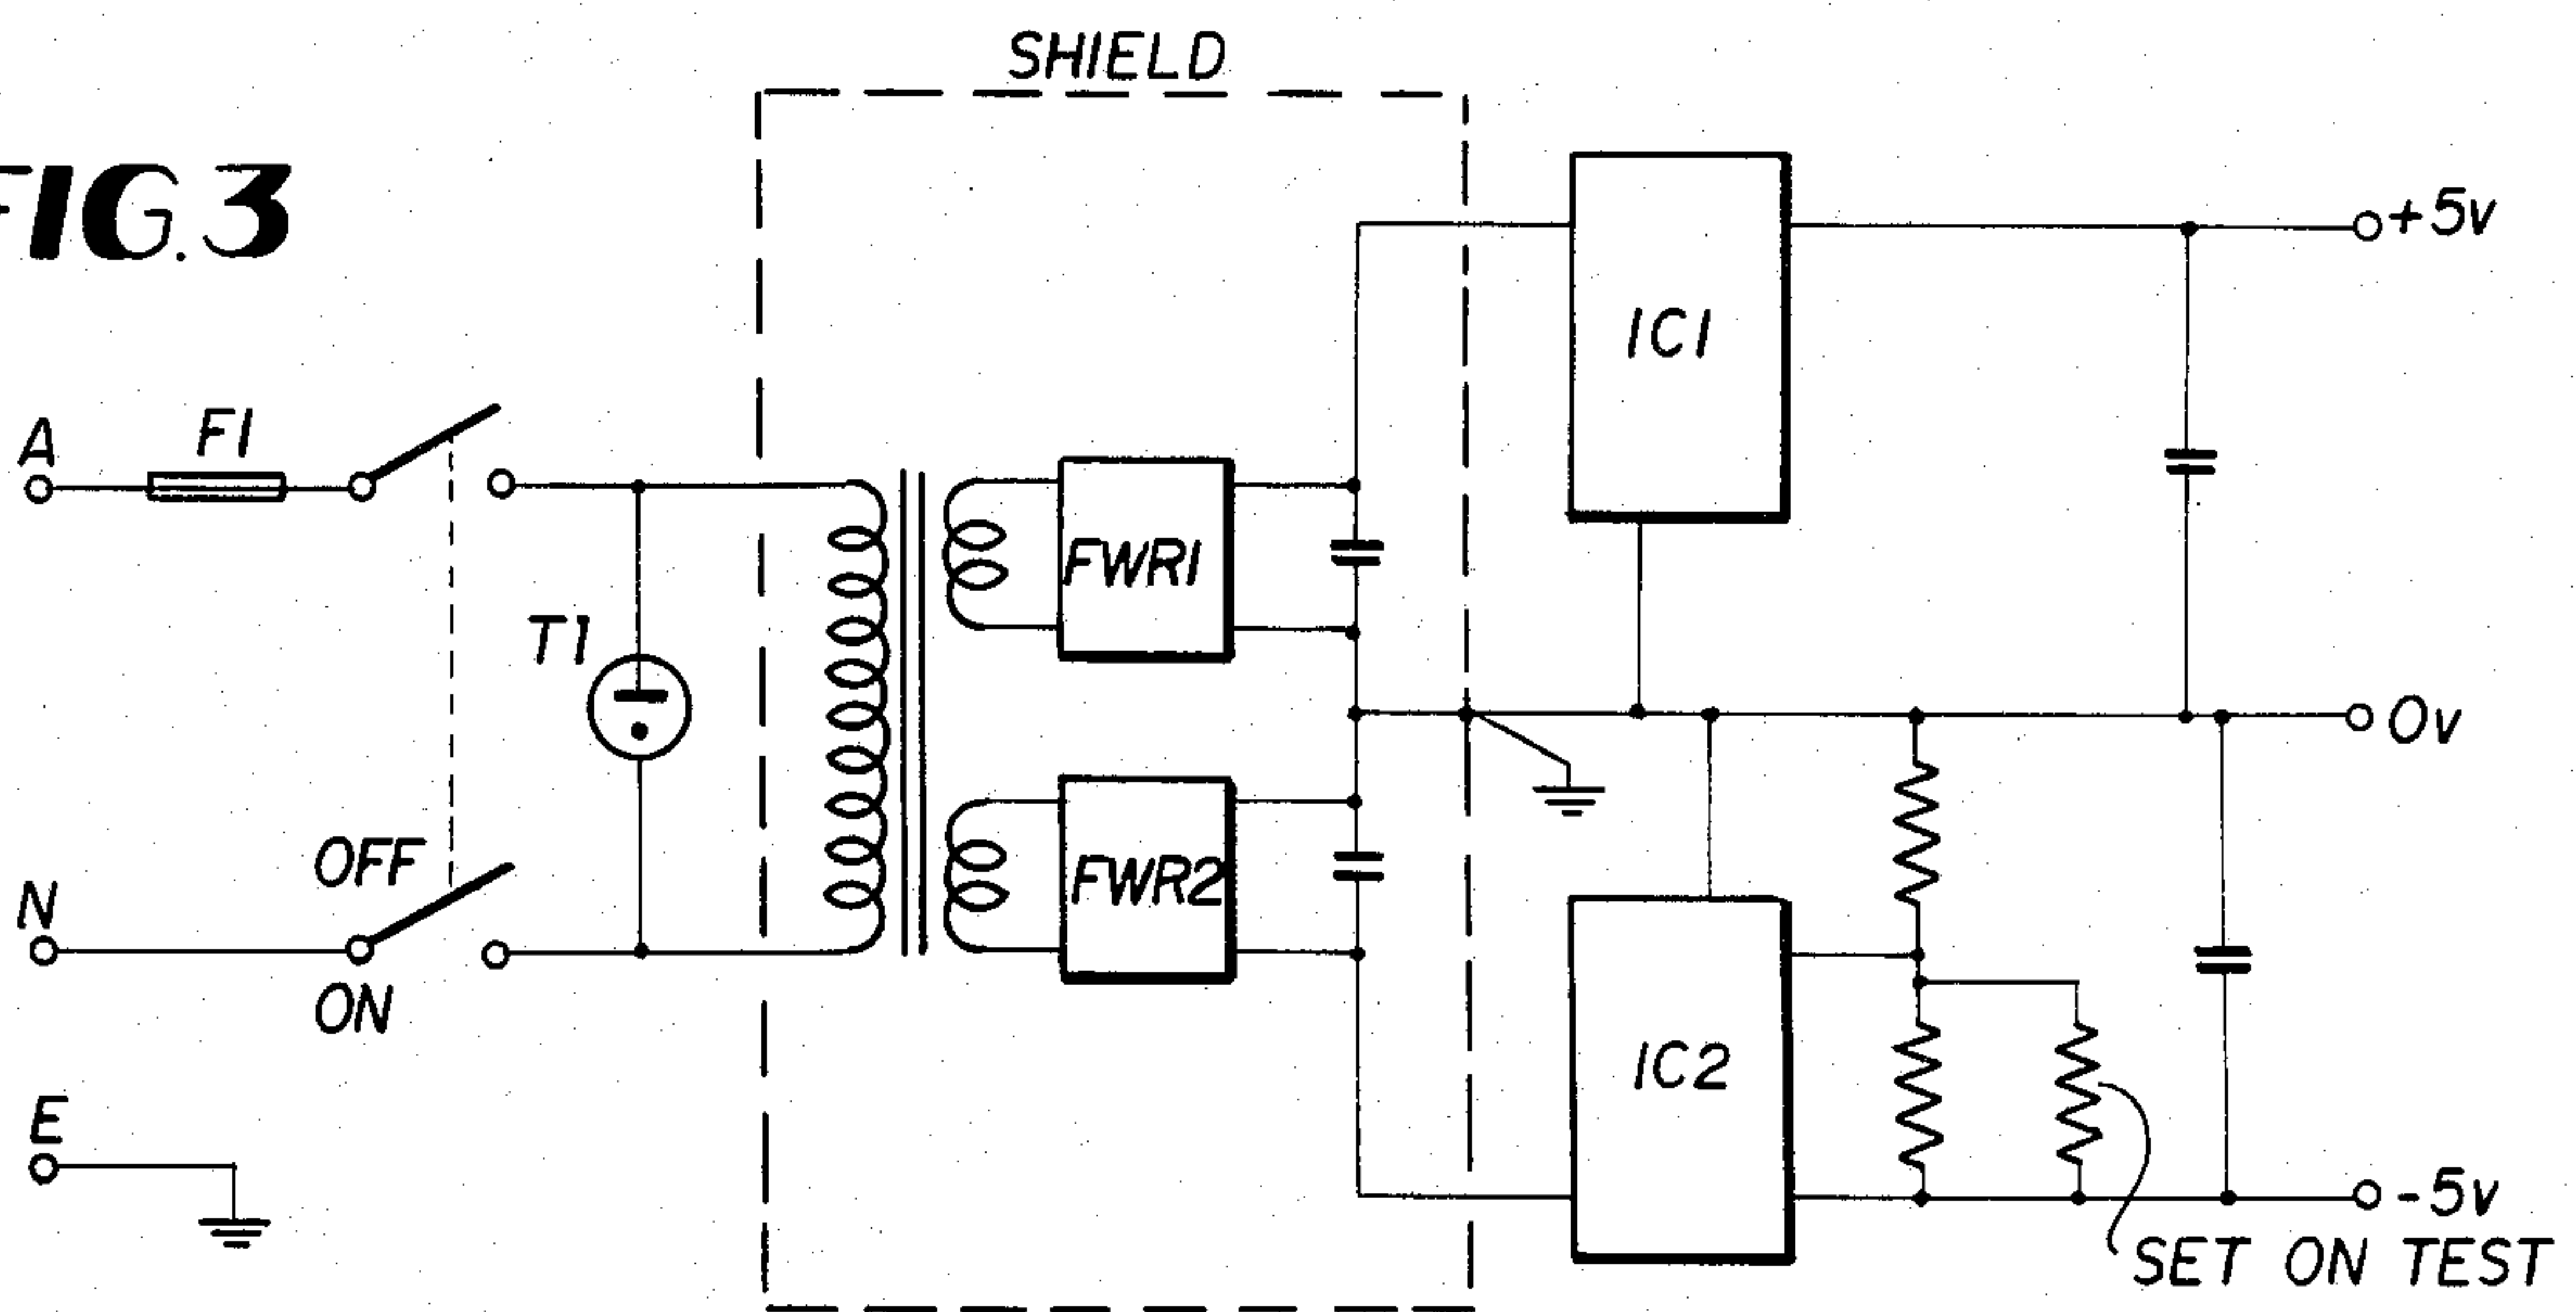 SHIELD
FIG. 3
+5v
IC1
A
F1
FWR1
T1
0v
OFF
N
FWR2
ON
IC2
E
-5v
SET ON TEST